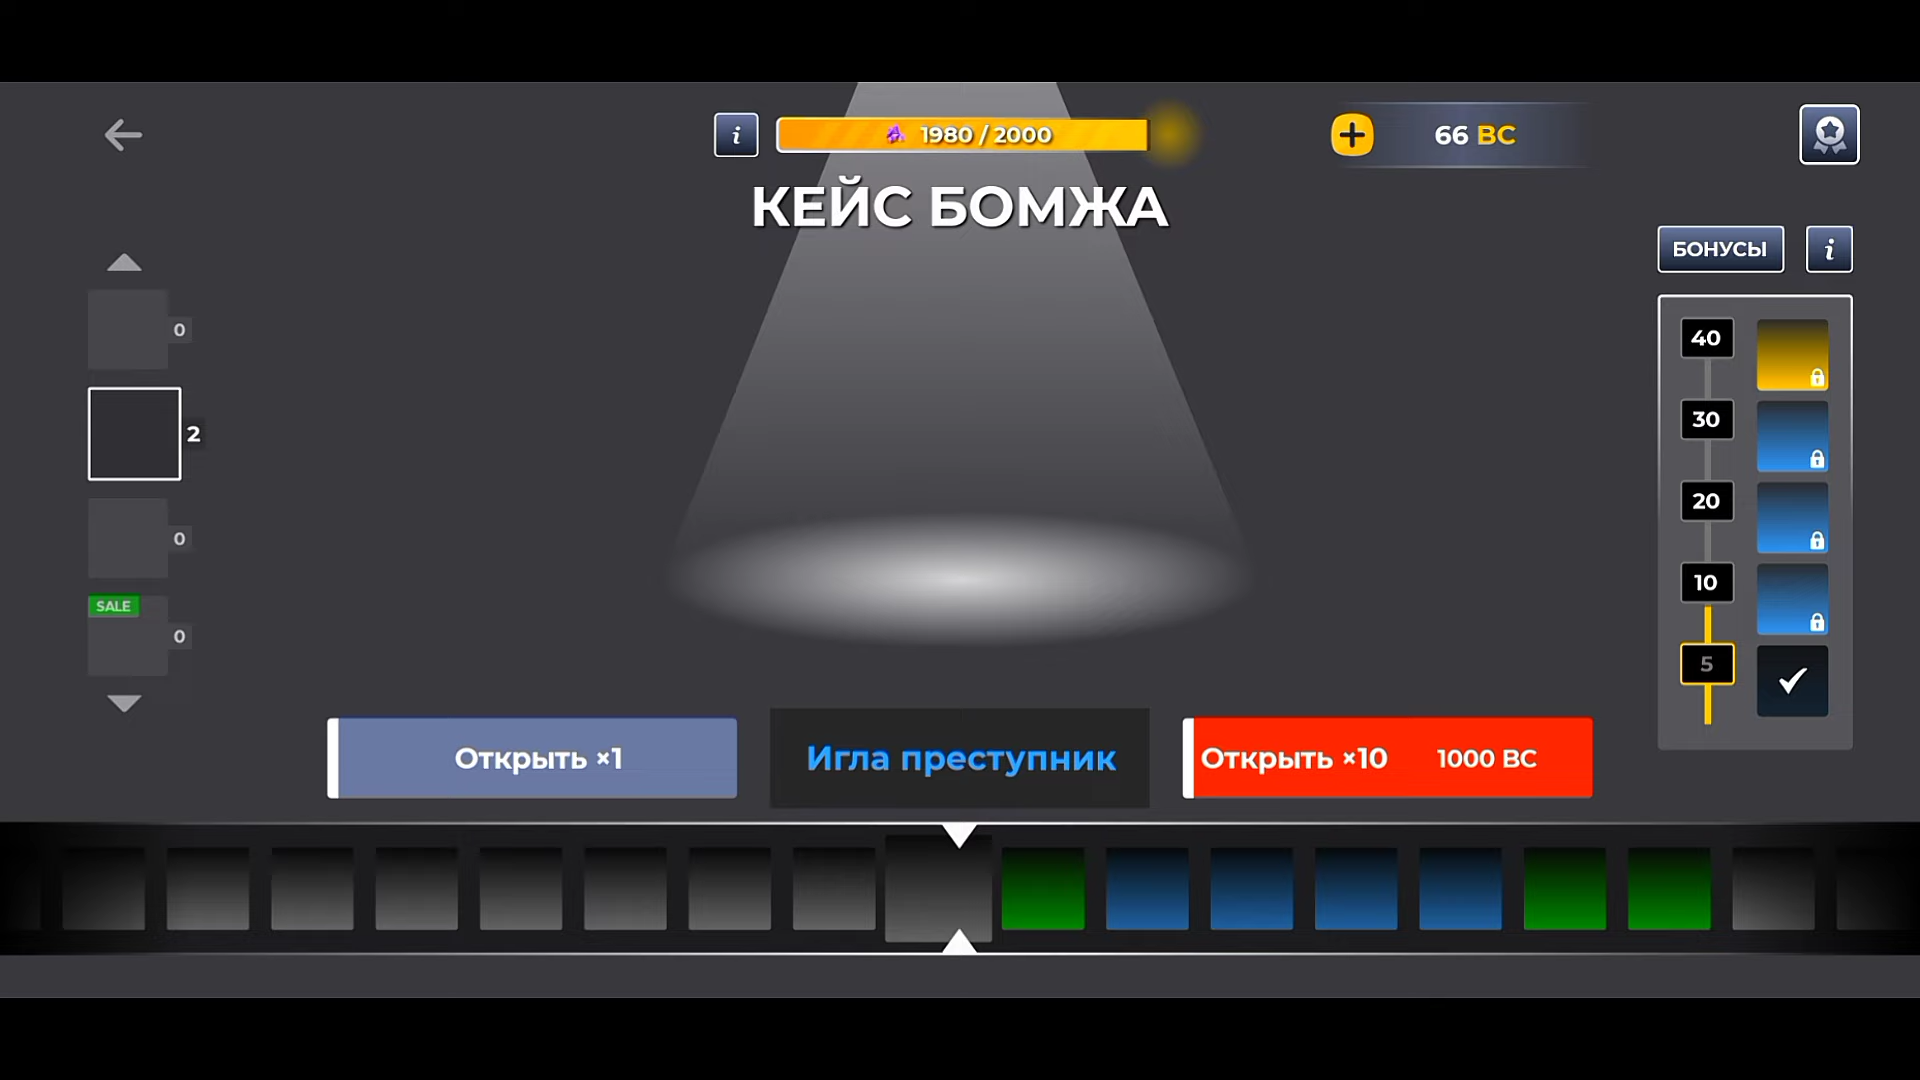 i
1980 / 2000
66 BC
КЕЙС БОМЖА
БОНУСЫ
i
0
2
0
SALE
0
40
30
20
10
5
Открыть ×1
Игла преступник
Открыть ×10
1000 BC